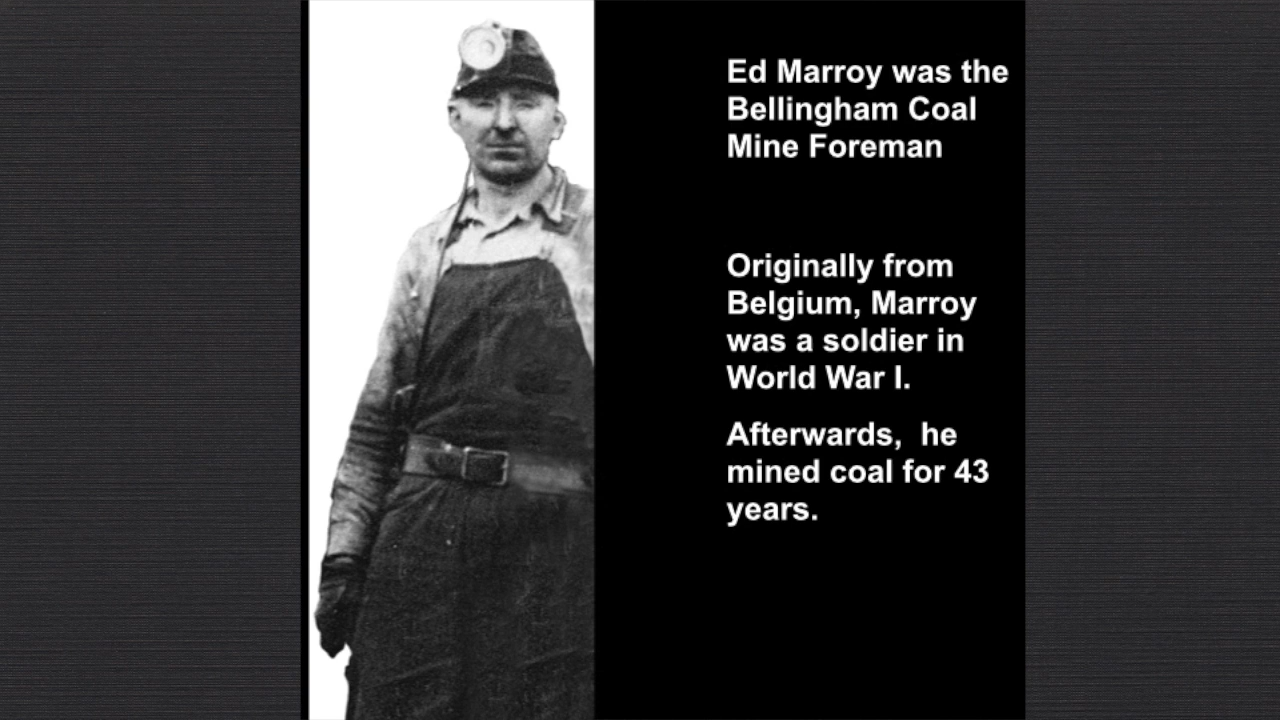 Ed Marroy was the
Bellingham Coal
Mine Foreman
Originally from
Belgium, Marroy
was a soldier in
World War I.
Afterwards,  he
mined coal for 43
years.